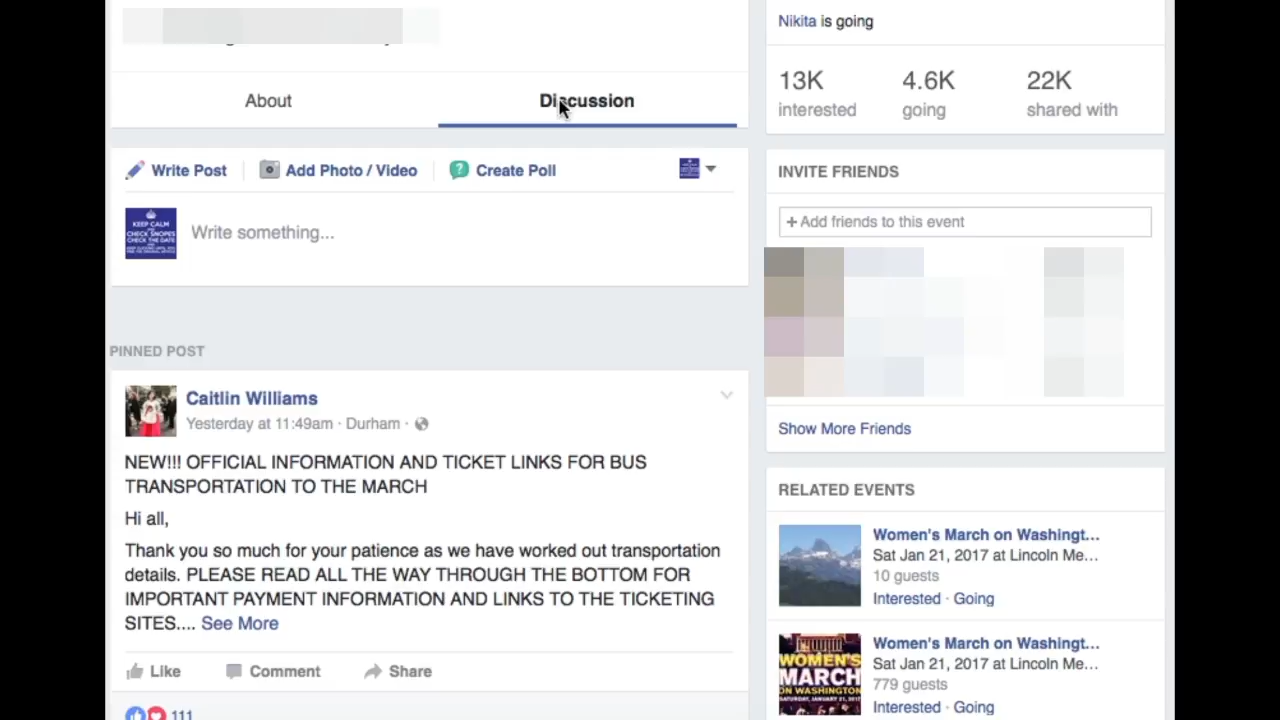 Nikita is going
About
Discussion
13K
4.6K
22K
interested
going
shared with
Write Post
Add Photo / Video
Create Poll
INVITE FRIENDS
KEEP CALM
CHECK SNOPES
CHECK THE DATE
Write something...
+ Add friends to this event
PINNED POST
Caitlin Williams
Yesterday at 11:49am · Durham ·
NEW!!! OFFICIAL INFORMATION AND TICKET LINKS FOR BUS
TRANSPORTATION TO THE MARCH
Hi all,
Thank you so much for your patience as we have worked out transportation
details. PLEASE READ ALL THE WAY THROUGH THE BOTTOM FOR
IMPORTANT PAYMENT INFORMATION AND LINKS TO THE TICKETING
SITES.... See More
Like
Comment
Share
111
Show More Friends
RELATED EVENTS
Women's March on Washingt...
Sat Jan 21, 2017 at Lincoln Me...
10 guests
Interested · Going
WOMEN'S
MARCH
ON WASHINGTON
SATURDAY, JANUARY 21, 2017
Women's March on Washingt...
Sat Jan 21, 2017 at Lincoln Me...
779 guests
Interested · Going